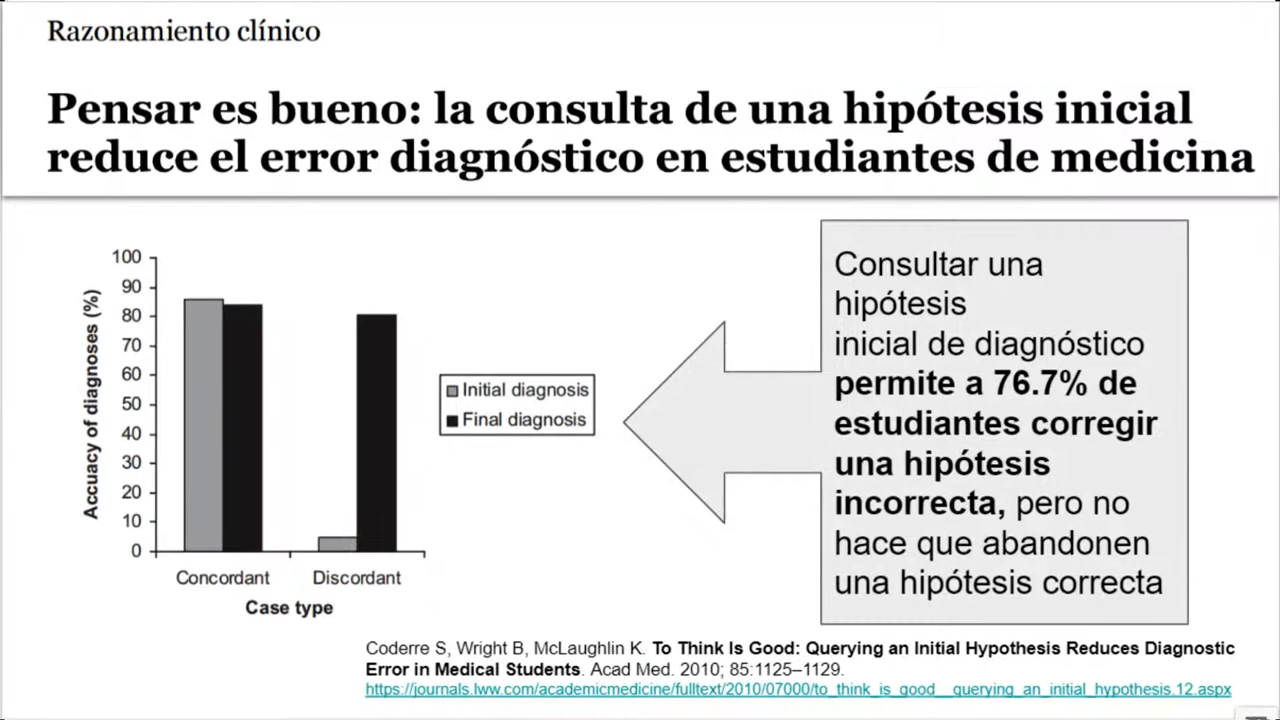 Razonamiento clínico
Pensar es bueno: la consulta de una hipótesis inicial
reduce el error diagnóstico en estudiantes de medicina
100
90
80
70
60
50
40
30
20
10
0
Accuacy of diagnoses (%)
Concordant
Discordant
Case type
Initial diagnosis
Final diagnosis
Consultar una
hipótesis
inicial de diagnóstico
permite a 76.7% de
estudiantes corregir
una hipótesis
incorrecta, pero no
hace que abandonen
una hipótesis correcta
Coderre S, Wright B, McLaughlin K. To Think Is Good: Querying an Initial Hypothesis Reduces Diagnostic
Error in Medical Students. Acad Med. 2010; 85:1125–1129.
https://journals.lww.com/academicmedicine/fulltext/2010/07000/to_think_is_good__querying_an_initial_hypothesis.12.aspx